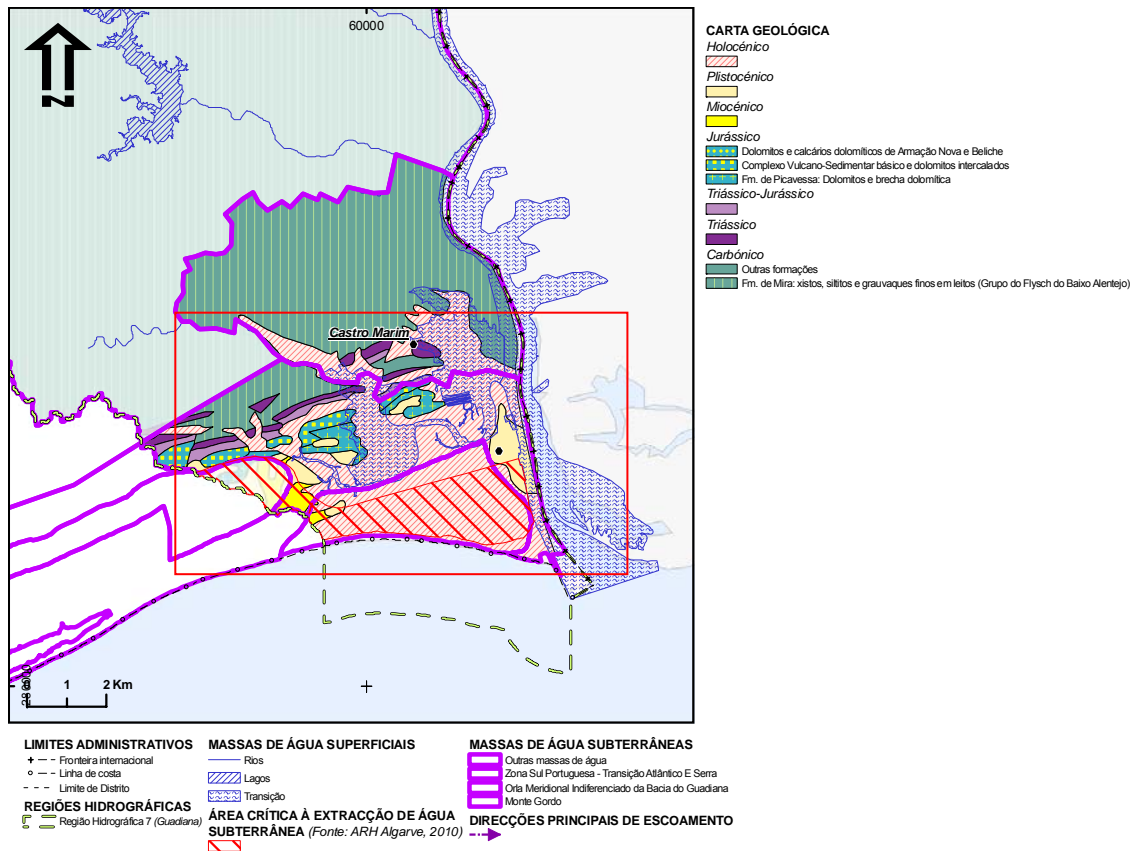 60000
N
Castro Marim
280000
0 1 2 Km
CARTA GEOLÓGICA
Holocénico
Plistocénico
Miocénico
Jurássico
Dolomitos e calcários dolomíticos de Armação Nova e Beliche
Complexo Vulcano-Sedimentar básico e dolomitos intercalados
Fm. de Picavessa: Dolomitos e brecha dolomítica
Triássico-Jurássico
Triássico
Carbónico
Outras formações
Fm. de Mira: xistos, siltitos e grauvaques finos em leitos (Grupo do Flysch do Baixo Alentejo)
LIMITES ADMINISTRATIVOS
Fronteira internacional
Linha de costa
Limite de Distrito
REGIÕES HIDROGRÁFICAS
Região Hidrográfica 7 (Guadiana)
MASSAS DE ÁGUA SUPERFICIAIS
Rios
Lagos
Transição
ÁREA CRÍTICA À EXTRACÇÃO DE ÁGUA
SUBTERRÂNEA (Fonte: ARH Algarve, 2010)
MASSAS DE ÁGUA SUBTERRÂNEAS
Outras massas de água
Zona Sul Portuguesa - Transição Atlântico E Serra
Orla Meridional Indiferenciado da Bacia do Guadiana
Monte Gordo
DIRECÇÕES PRINCIPAIS DE ESCOAMENTO